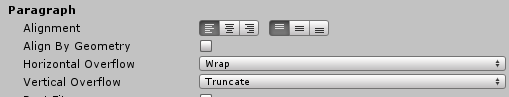 Paragraph
Alignment
Align By Geometry
Horizontal Overflow Wrap
Vertical Overflow Truncate